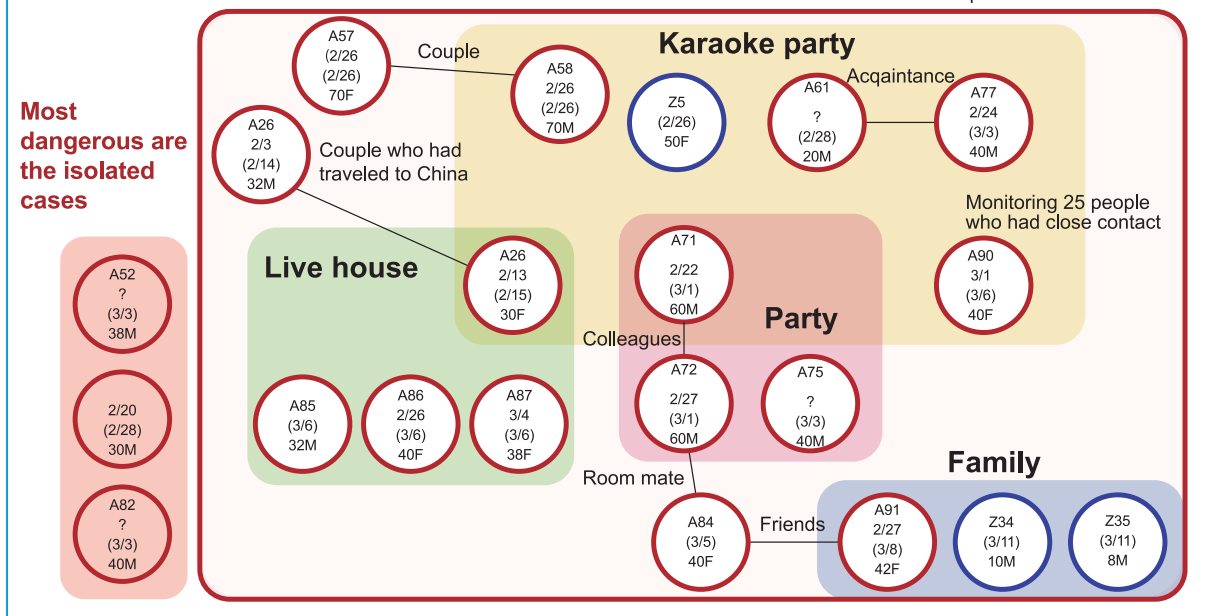 Most
dangerous are
the isolated
cases
A52
?
(3/3)
38M
2/20
(2/28)
30M
A82
?
(3/3)
40M
A57
(2/26
(2/26)
70F
Couple
A58
2/26
(2/26)
70M
Karaoke party
Z5
(2/26)
50F
A61
?
(2/28)
20M
Acqaintance
A77
2/24
(3/3)
40M
A26
2/3
(2/14)
32M
Couple who had
traveled to China
Monitoring 25 people
who had close contact
A90
3/1
(3/6)
40F
Live house
A26
2/13
(2/15)
30F
A85
(3/6)
32M
A86
2/26
(3/6)
40F
A87
3/4
(3/6)
38F
A71
2/22
(3/1)
60M
Party
Colleagues
A72
2/27
(3/1)
60M
A75
?
(3/3)
40M
Room mate
A84
(3/5)
40F
Friends
Family
A91
2/27
(3/8)
42F
Z34
(3/11)
10M
Z35
(3/11)
8M